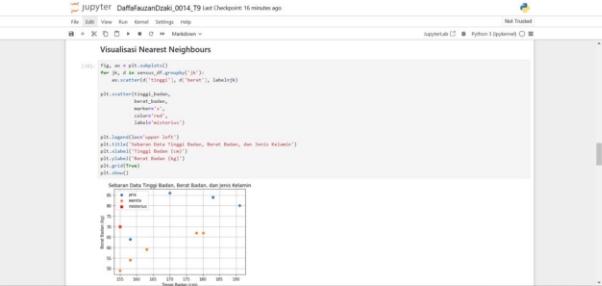 jupyter DaffaFauzanDzaki_0014_T9 Last Checkpoint: 16 minutes ago
File Edit View Run Kernel Settings Help Not Trusted
Markdown JupyterLab Python 3 (ipykernel)
Visualisasi Nearest Neighbours
fig, ax = plt.subplots()
for jk, d in sensus_df.groupby('jk'):
ax.scatter(d['tinggi'], d['berat'], label=jk)
plt.scatter(tinggi_badan,
berat_badan,
marker='s',
color='red',
label='misterius')
plt.legend(loc='upper left')
plt.title('Sebaran Data Tinggi Badan, Berat Badan, dan Jenis Kelamin')
plt.xlabel('Tinggi Badan (cm)')
plt.ylabel('Berat Badan (kg)')
plt.grid(True)
plt.show()
Sebaran Data Tinggi Badan, Berat Badan, dan Jenis Kelamin
pria
wanita
misterius
85
80
75
70
65
60
55
50
Berat Badan (kg)
155 160 165 170 175 180 185 190
Tinggi Badan (cm)